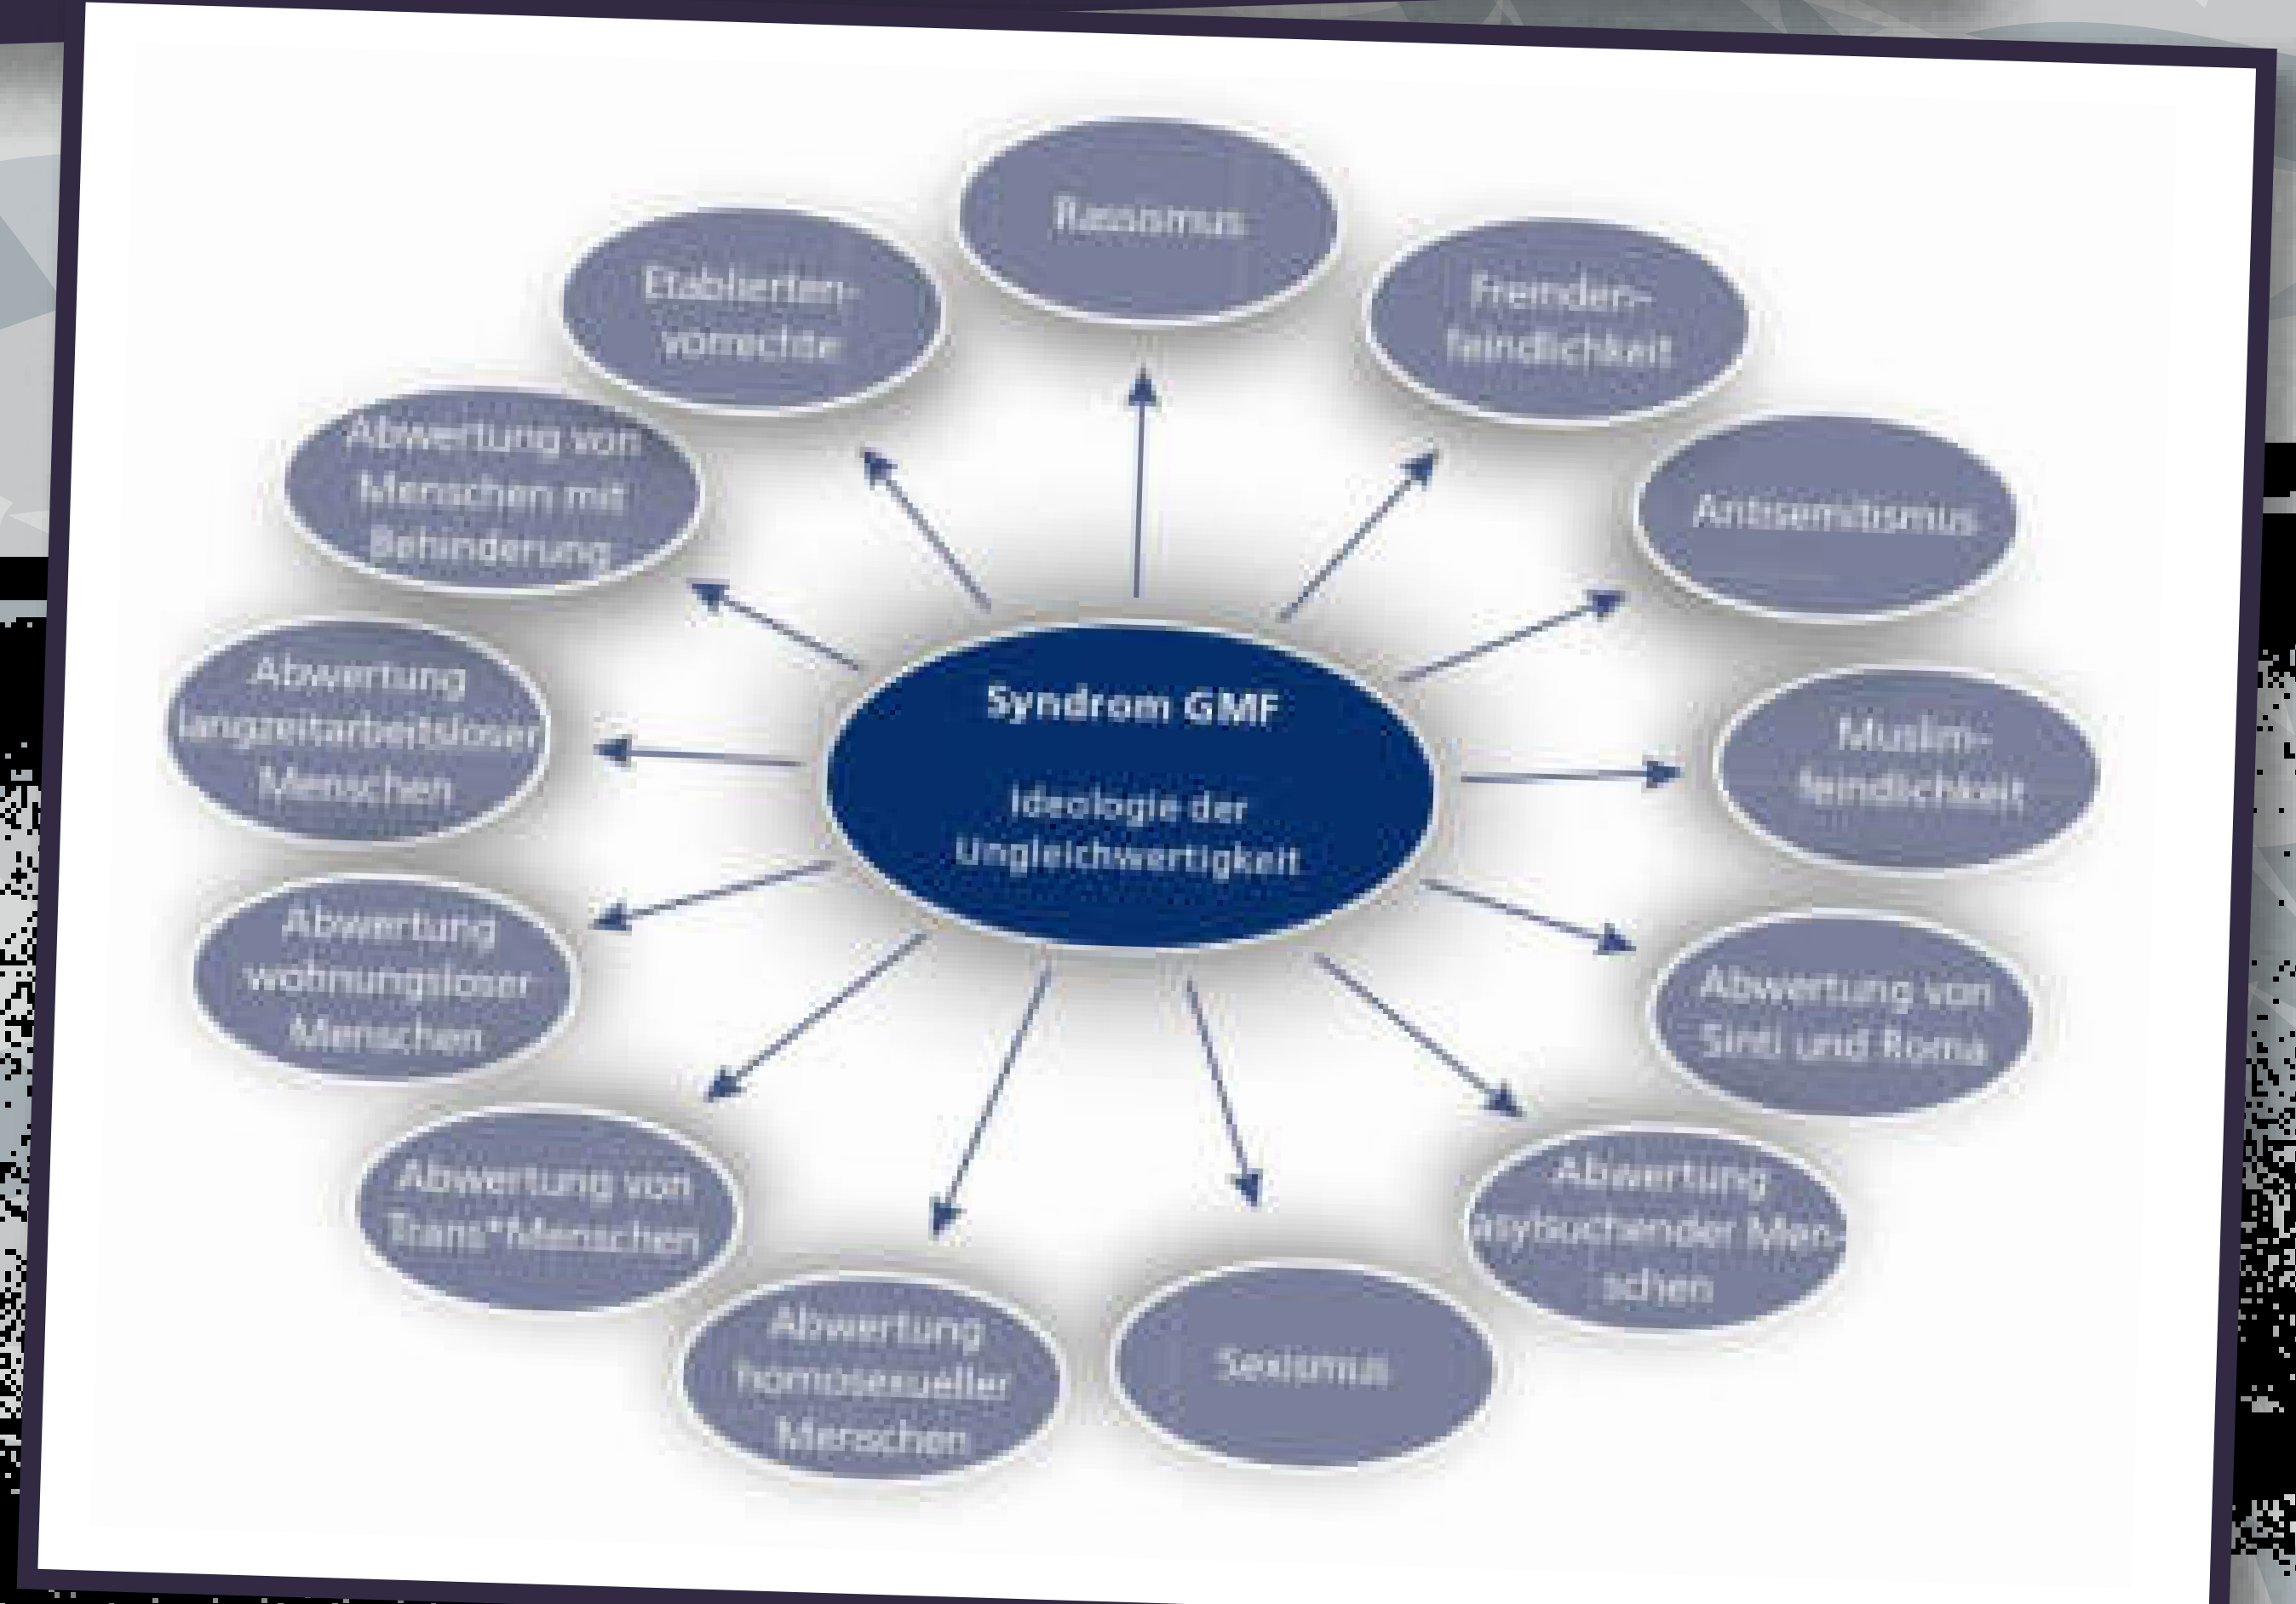 Rassismus
Etablierten-
vorrechte
Fremden-
feindlichkeit
Abwertung von
Menschen mit
Behinderung
Antisemitismus
Abwertung
langzeitarbeitsloser
Menschen
Syndrom GMF
Ideologie der
Ungleichwertigkeit
Muslim-
feindlichkeit
Abwertung
wohnungsloser
Menschen
Abwertung von
Sinti und Roma
Abwertung von
Trans*Menschen
Abwertung
asylsuchender Men-
schen
Abwertung
homosexueller
Menschen
Sexismus